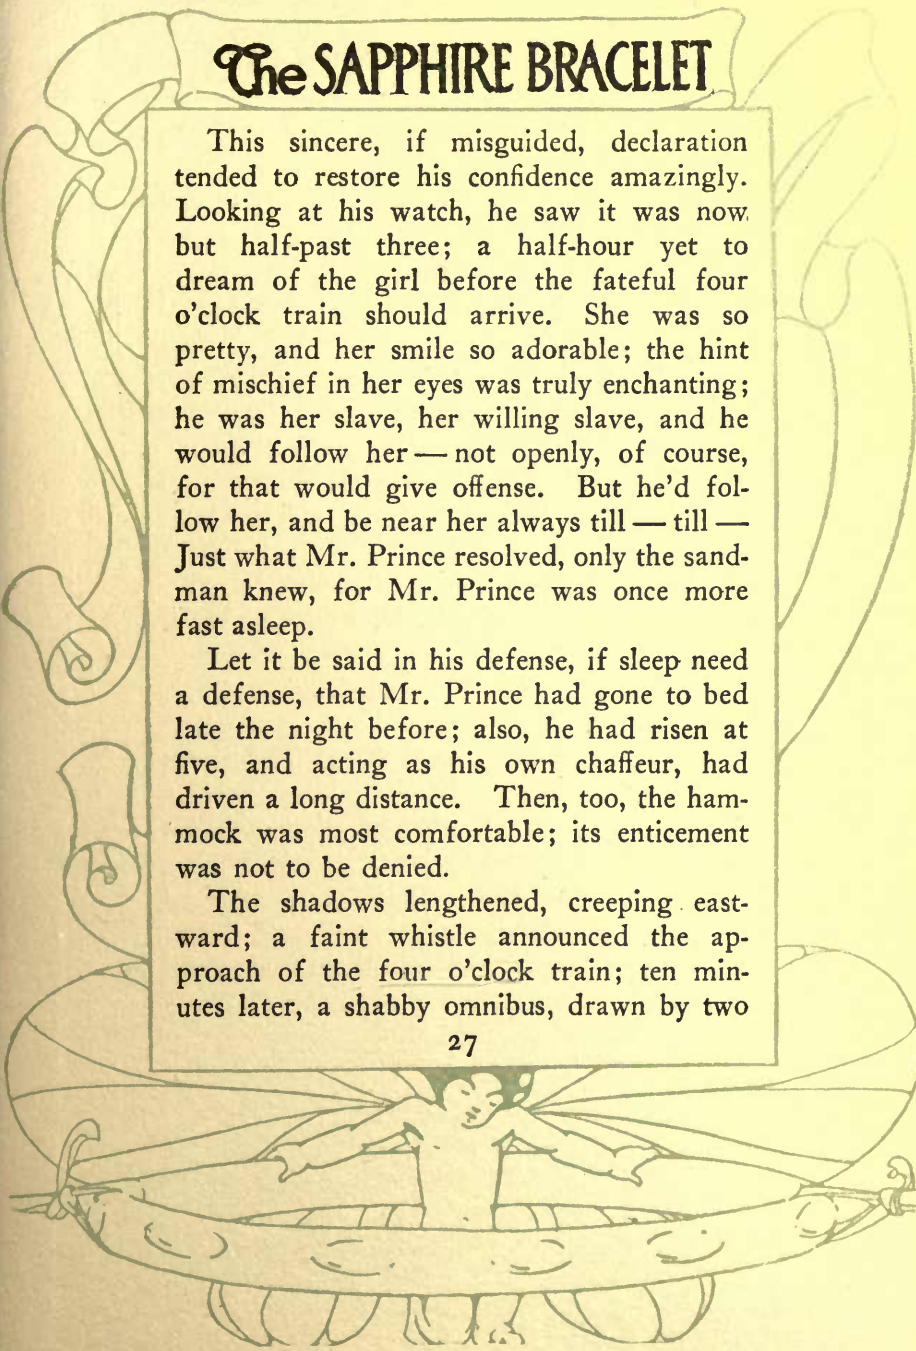 The SAPPHIRE BRACELET
This sincere, if misguided, declaration
tended to restore his confidence amazingly.
Looking at his watch, he saw it was now
but half-past three; a half-hour yet to
dream of the girl before the fateful four
o'clock train should arrive. She was so
pretty, and her smile so adorable; the hint
of mischief in her eyes was truly enchanting;
he was her slave, her willing slave, and he
would follow her — not openly, of course,
for that would give offense. But he'd fol-
low her, and be near her always till — till —
Just what Mr. Prince resolved, only the sand-
man knew, for Mr. Prince was once more
fast asleep.
Let it be said in his defense, if sleep need
a defense, that Mr. Prince had gone to bed
late the night before; also, he had risen at
five, and acting as his own chaffeur, had
driven a long distance. Then, too, the ham-
mock was most comfortable; its enticement
was not to be denied.
The shadows lengthened, creeping east-
ward; a faint whistle announced the ap-
proach of the four o'clock train; ten min-
utes later, a shabby omnibus, drawn by two
27